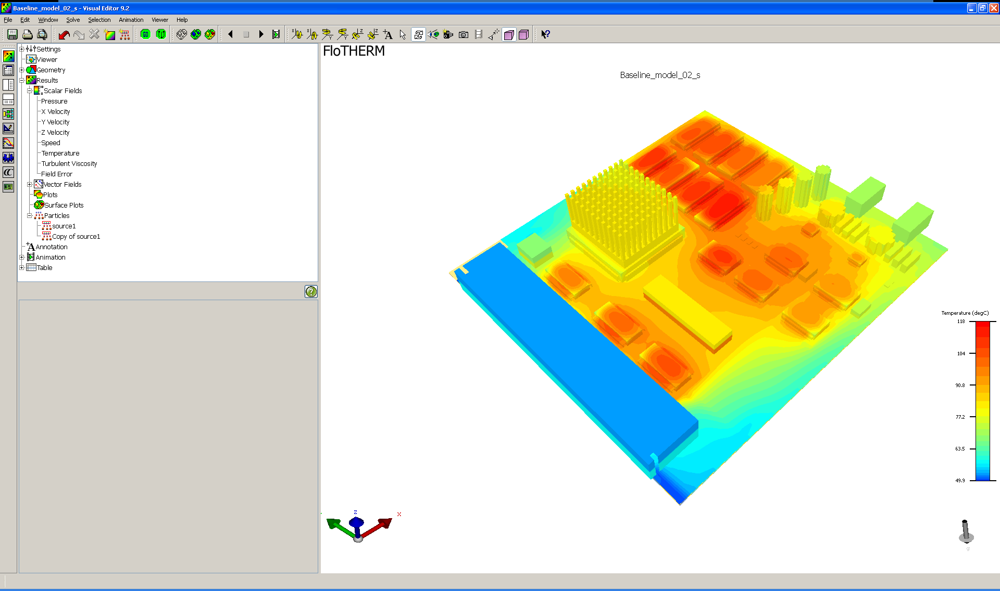 Baseline_model_02_s - Visual Editor 9.2
File Edit Window Solve Selection Animation Viewer Help
GO
A
?
Settings
Viewer
Geometry
Results
Scalar Fields
Pressure
X Velocity
Y Velocity
Z Velocity
Speed
Temperature
Turbulent Viscosity
Field Error
Vector Fields
Plots
Surface Plots
Particles
source1
Copy of source1
Annotation
Animation
Table
?
FloTHERM
Baseline_model_02_s
Temperature (degC)
118
104
90.8
77.2
63.5
49.9
Z
X
g